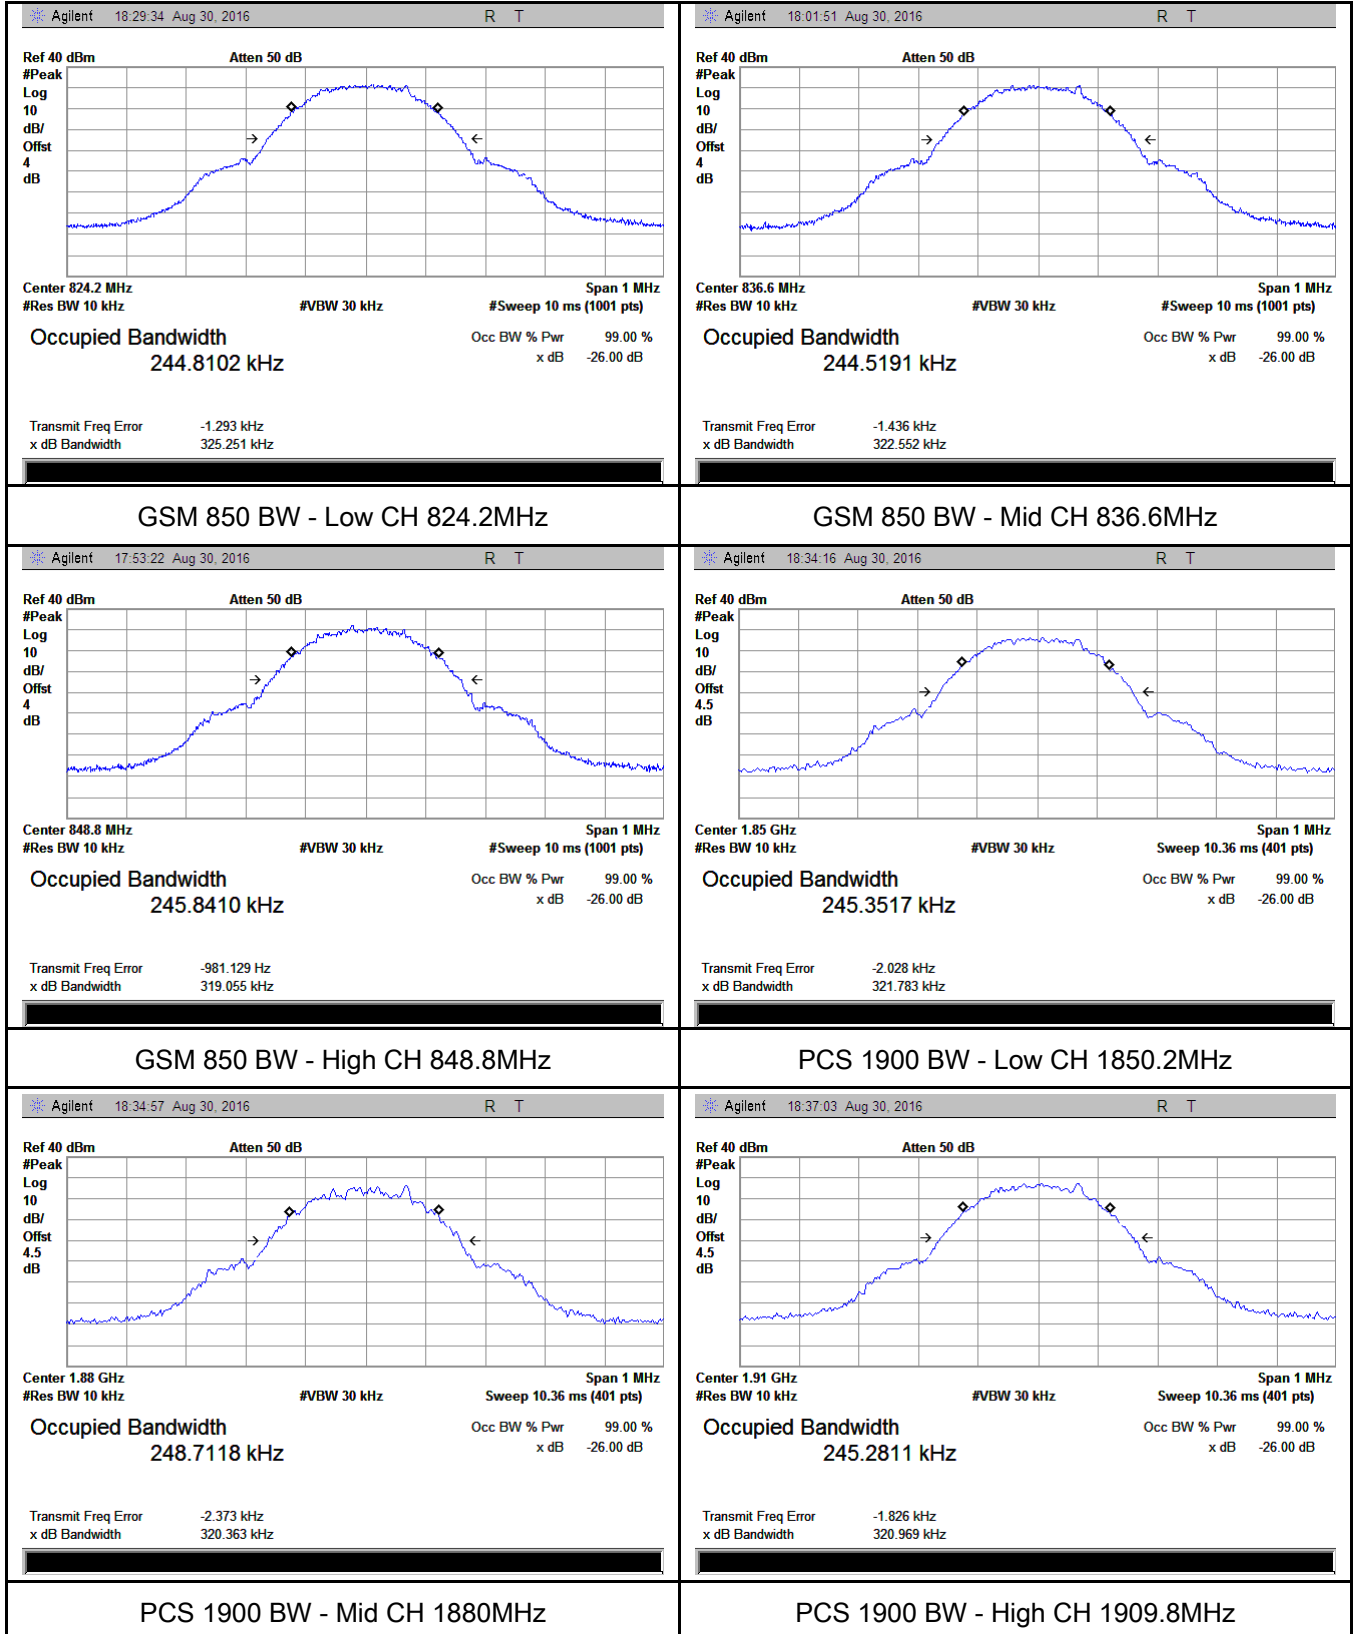 Agilent 18:29:34 Aug 30, 2016 R T
Ref 40 dBm Atten 50 dB
#Peak
Log
10
dB/
Offst
4
dB
Center 824.2 MHz Span 1 MHz
#Res BW 10 kHz #VBW 30 kHz #Sweep 10 ms (1001 pts)
Occupied Bandwidth Occ BW % Pwr 99.00 %
244.8102 kHz x dB -26.00 dB
Transmit Freq Error -1.293 kHz
x dB Bandwidth 325.251 kHz
GSM 850 BW - Low CH 824.2MHz
Agilent 18:01:51 Aug 30, 2016 R T
Ref 40 dBm Atten 50 dB
#Peak
Log
10
dB/
Offst
4
dB
Center 836.6 MHz Span 1 MHz
#Res BW 10 kHz #VBW 30 kHz #Sweep 10 ms (1001 pts)
Occupied Bandwidth Occ BW % Pwr 99.00 %
244.5191 kHz x dB -26.00 dB
Transmit Freq Error -1.436 kHz
x dB Bandwidth 322.552 kHz
GSM 850 BW - Mid CH 836.6MHz
Agilent 17:53:22 Aug 30, 2016 R T
Ref 40 dBm Atten 50 dB
#Peak
Log
10
dB/
Offst
4
dB
Center 848.8 MHz Span 1 MHz
#Res BW 10 kHz #VBW 30 kHz #Sweep 10 ms (1001 pts)
Occupied Bandwidth Occ BW % Pwr 99.00 %
245.8410 kHz x dB -26.00 dB
Transmit Freq Error -981.129 Hz
x dB Bandwidth 319.055 kHz
GSM 850 BW - High CH 848.8MHz
Agilent 18:34:16 Aug 30, 2016 R T
Ref 40 dBm Atten 50 dB
#Peak
Log
10
dB/
Offst
4.5
dB
Center 1.85 GHz Span 1 MHz
#Res BW 10 kHz #VBW 30 kHz Sweep 10.36 ms (401 pts)
Occupied Bandwidth Occ BW % Pwr 99.00 %
245.3517 kHz x dB -26.00 dB
Transmit Freq Error -2.028 kHz
x dB Bandwidth 321.783 kHz
PCS 1900 BW - Low CH 1850.2MHz
Agilent 18:34:57 Aug 30, 2016 R T
Ref 40 dBm Atten 50 dB
#Peak
Log
10
dB/
Offst
4.5
dB
Center 1.88 GHz Span 1 MHz
#Res BW 10 kHz #VBW 30 kHz Sweep 10.36 ms (401 pts)
Occupied Bandwidth Occ BW % Pwr 99.00 %
248.7118 kHz x dB -26.00 dB
Transmit Freq Error -2.373 kHz
x dB Bandwidth 320.363 kHz
PCS 1900 BW - Mid CH 1880MHz
Agilent 18:37:03 Aug 30, 2016 R T
Ref 40 dBm Atten 50 dB
#Peak
Log
10
dB/
Offst
4.5
dB
Center 1.91 GHz Span 1 MHz
#Res BW 10 kHz #VBW 30 kHz Sweep 10.36 ms (401 pts)
Occupied Bandwidth Occ BW % Pwr 99.00 %
245.2811 kHz x dB -26.00 dB
Transmit Freq Error -1.826 kHz
x dB Bandwidth 320.969 kHz
PCS 1900 BW - High CH 1909.8MHz